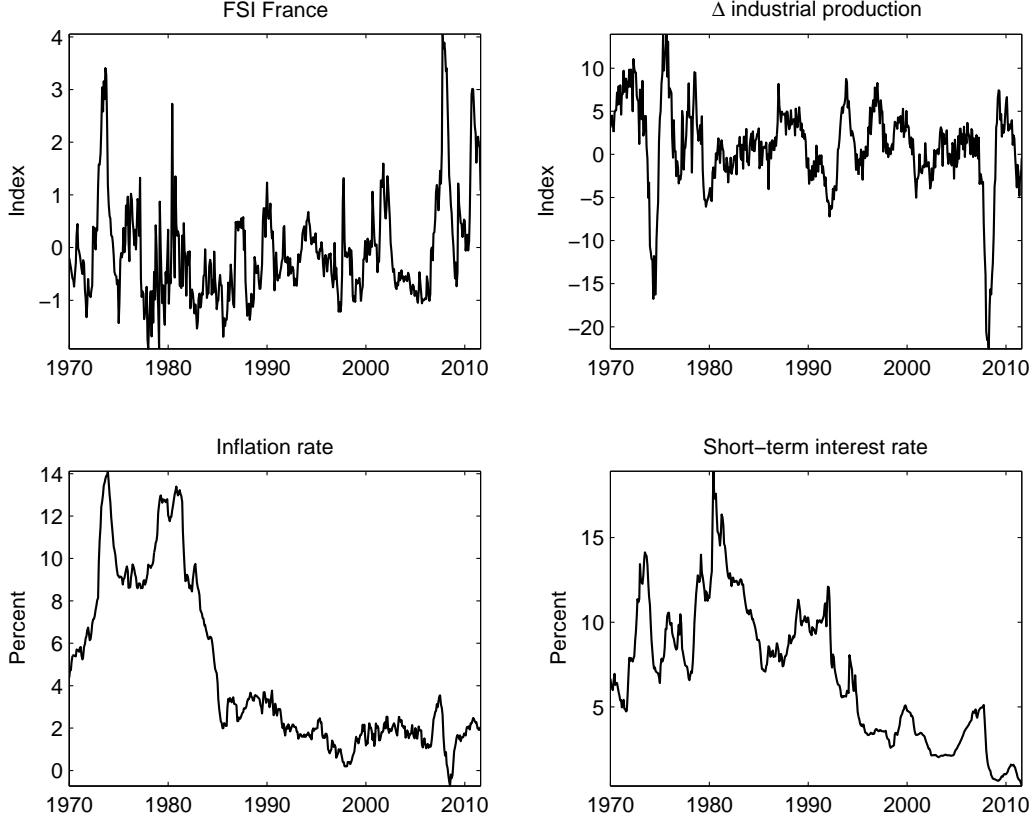 FSI France
4
3
2
1
0
−1
Index
1970 1980 1990 2000 2010
Δ industrial production
10
5
0
−5
−10
−15
−20
Index
1970 1980 1990 2000 2010
Inflation rate
14
12
10
8
6
4
2
0
Percent
1970 1980 1990 2000 2010
Short−term interest rate
15
10
5
Percent
1970 1980 1990 2000 2010